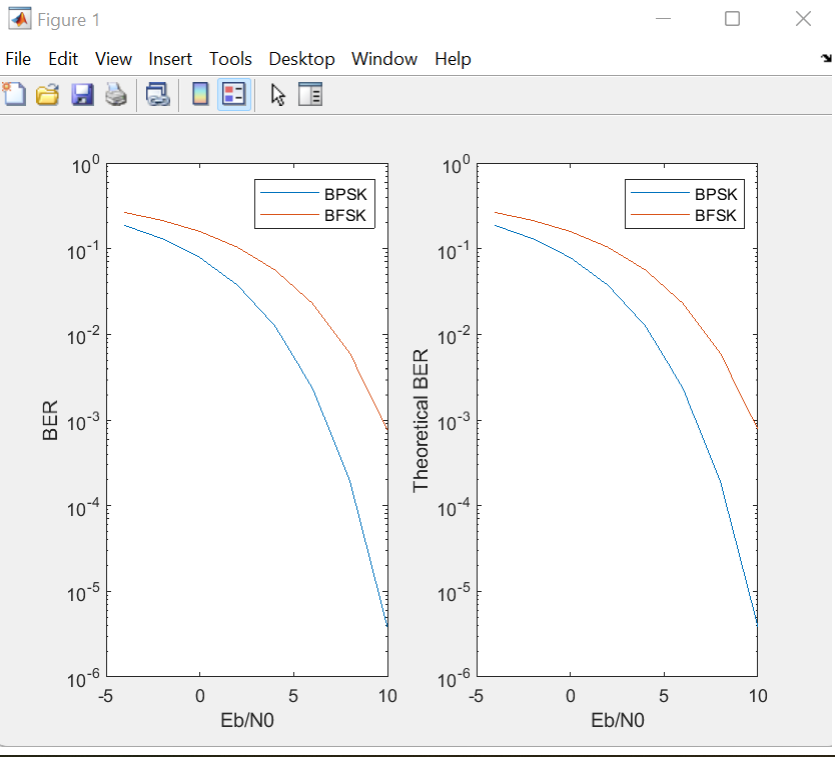 Figure 1
File Edit View Insert Tools Desktop Window Help
BPSK
BFSK
10^0
10^-1
10^-2
10^-3
10^-4
10^-5
10^-6
BER
-5 0 5 10
Eb/N0
BPSK
BFSK
10^0
10^-1
10^-2
10^-3
10^-4
10^-5
10^-6
Theoretical BER
-5 0 5 10
Eb/N0